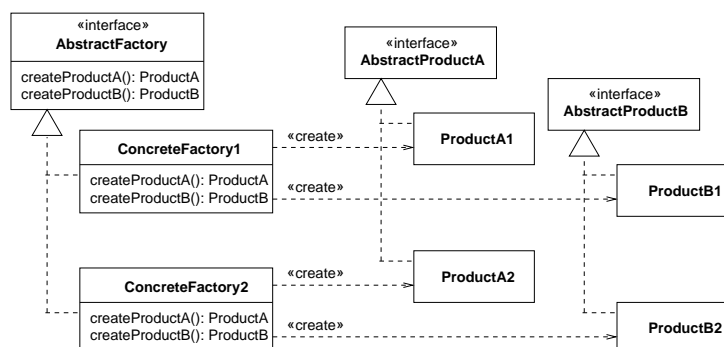 «interface»
AbstractFactory
createProductA(): ProductA
createProductB(): ProductB
«interface»
AbstractProductA
«interface»
AbstractProductB
ConcreteFactory1
createProductA(): ProductA
createProductB(): ProductB
«create»
«create»
ProductA1
ProductB1
ConcreteFactory2
createProductA(): ProductA
createProductB(): ProductB
«create»
«create»
ProductA2
ProductB2